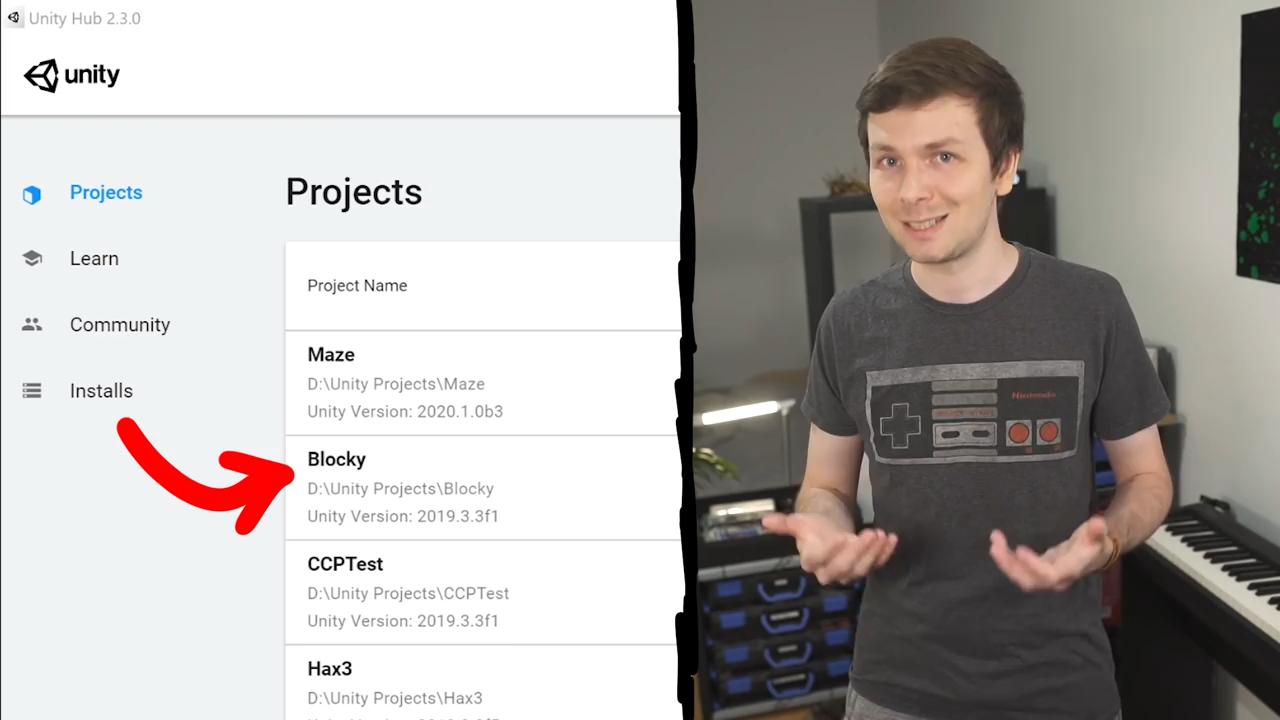 Unity Hub 2.3.0
unity
Projects
Learn
Community
Installs
Projects
Project Name
Maze
D:\Unity Projects\Maze
Unity Version: 2020.1.0b3
Blocky
D:\Unity Projects\Blocky
Unity Version: 2019.3.3f1
CCPTest
D:\Unity Projects\CCPTest
Unity Version: 2019.3.3f1
Hax3
D:\Unity Projects\Hax3
Nintendo